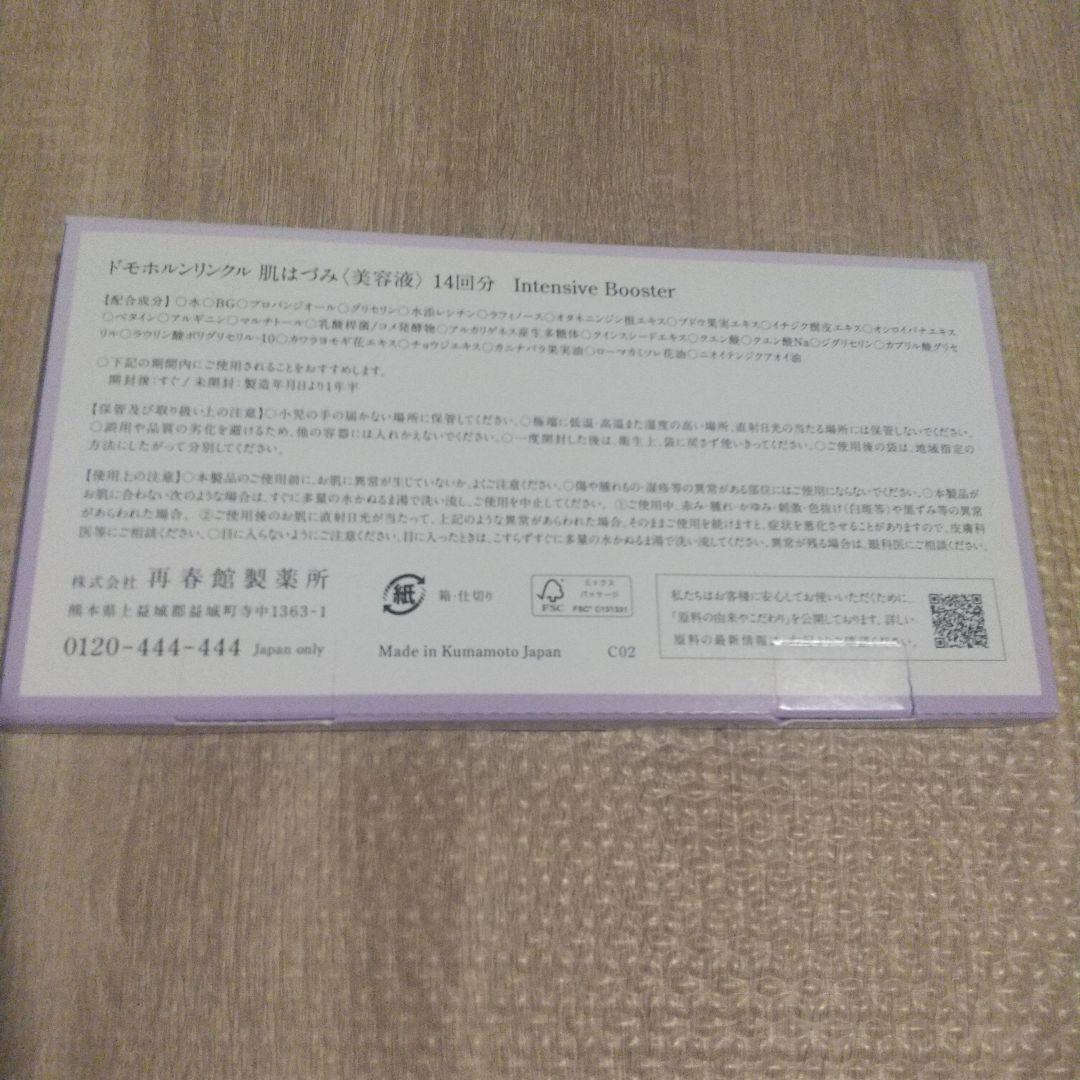 ドモホルンリンクル 肌はづみ〈美容液〉 14回分 Intensive Booster
【配合成分】○水○BG○プロパンジオール○グリセリン○水添レシチン○ラフィノース○オタネニンジン根エキス○ブドウ果実エキス○イチジク樹皮エキス○オシロイバナエキス
○ベタイン○アルギニン○マルチトール○乳酸桿菌/コメ発酵物○アルカリゲネス産生多糖体○クインスシードエキス○クエン酸○クエン酸Na○ジグリセリン○カプリル酸グリセ
リル○ラウリン酸ポリグリセリル-10○カワラヨモギ花エキス○チョウジエキス○カニナバラ果実油○ローマカミツレ花油○ニオイテンジクアオイ油
○下記の期間内にご使用されることをおすすめします。
開封後:すぐ / 未開封:製造年月日より1年半
【保管及び取り扱い上の注意】○小児の手の届かない場所に保管してください。○極端に低温・高温また湿度の高い場所、直射日光の当たる場所には保管しないでください。
○誤用や品質の劣化を避けるため、他の容器には入れかえないでください。○一度開封した後は、衛生上、袋に戻さず使いきってください。○ご使用後の袋は、地域指定の
方法にしたがって分別してください。
【使用上の注意】○本製品のご使用前に、お肌に異常が生じていないか、よくご注意ください。○傷や腫れもの・湿疹等の異常がある部位にはご使用にならないでください。○本製品が
お肌に合わない次のような場合は、すぐに多量の水かぬるま湯で洗い流し、ご使用を中止してください。 ①ご使用中、赤み・腫れ・かゆみ・刺激・色抜け(白斑等)や黒ずみ等の異常
があらわれた場合。 ②ご使用後のお肌に直射日光が当たって、上記のような異常があらわれた場合。そのままご使用を続けますと、症状を悪化させることがありますので、皮膚科
医等にご相談ください。○目に入らないようにご注意ください。目に入ったときは、こすらずすぐに多量の水かぬるま湯で洗い流してください。異常が残る場合は、眼科医にご相談ください。
株式会社 再春館製薬所
熊本県上益城郡益城町寺中1363-1
0120-444-444 Japan only
紙 箱・仕切り
FSC
ミックス
パッケージ
FSC® C131331
Made in Kumamoto Japan C02
私たちはお客様に安心してお使いいただくために、
「原料の由来やこだわり」を公開しております。詳しい
原料の最新情報は